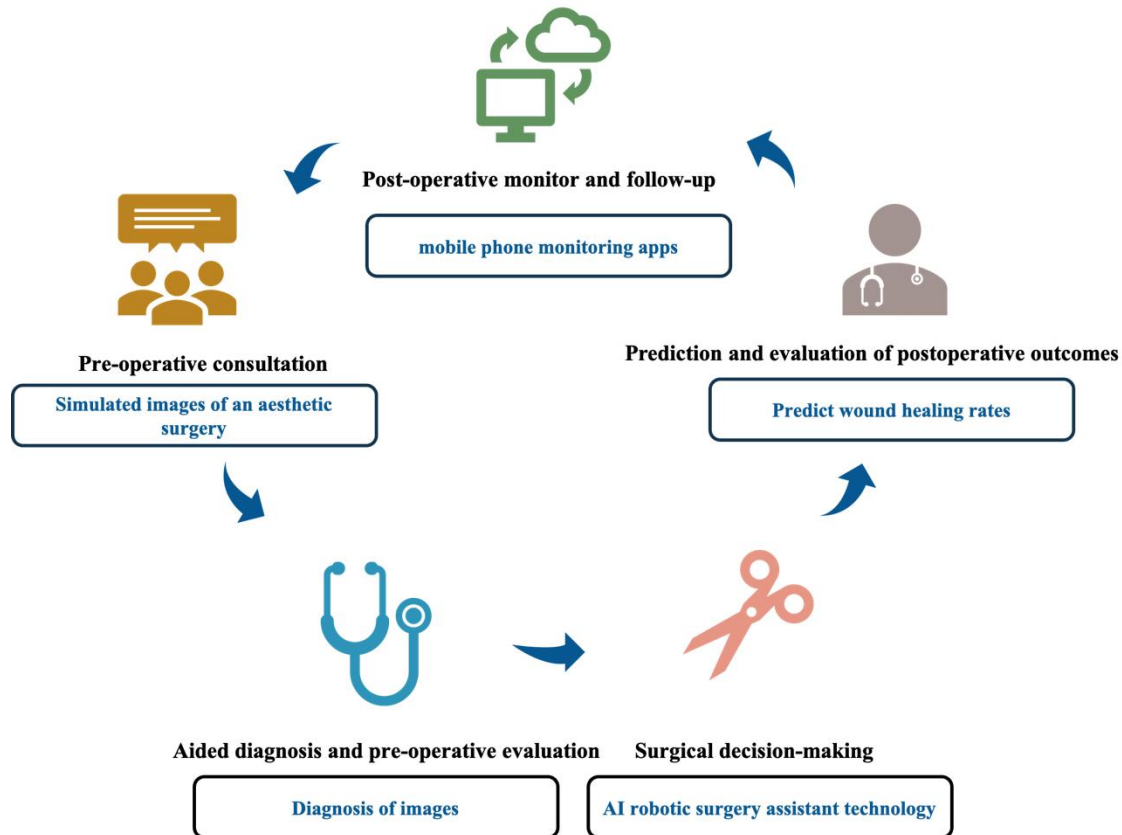 Post-operative monitor and follow-up
mobile phone monitoring apps
Pre-operative consultation
Simulated images of an aesthetic
surgery
Prediction and evaluation of postoperative outcomes
Predict wound healing rates
Aided diagnosis and pre-operative evaluation
Diagnosis of images
Surgical decision-making
AI robotic surgery assistant technology